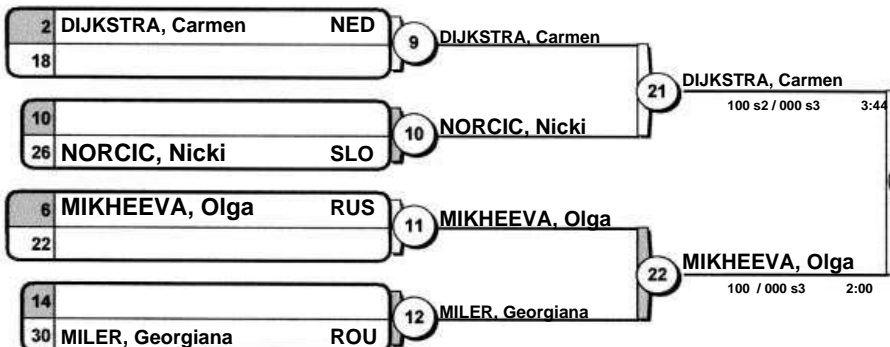 2 DIJKSTRA, Carmen NED
18
9 DIJKSTRA, Carmen
10
26 NORCIC, Nicki SLO
10 NORCIC, Nicki
21 DIJKSTRA, Carmen
100 s2 / 000 s3 3:44
6 MIKHEEVA, Olga RUS
22
11 MIKHEEVA, Olga
14
30 MILER, Georgiana ROU
12 MILER, Georgiana
22 MIKHEEVA, Olga
100 / 000 s3 2:00